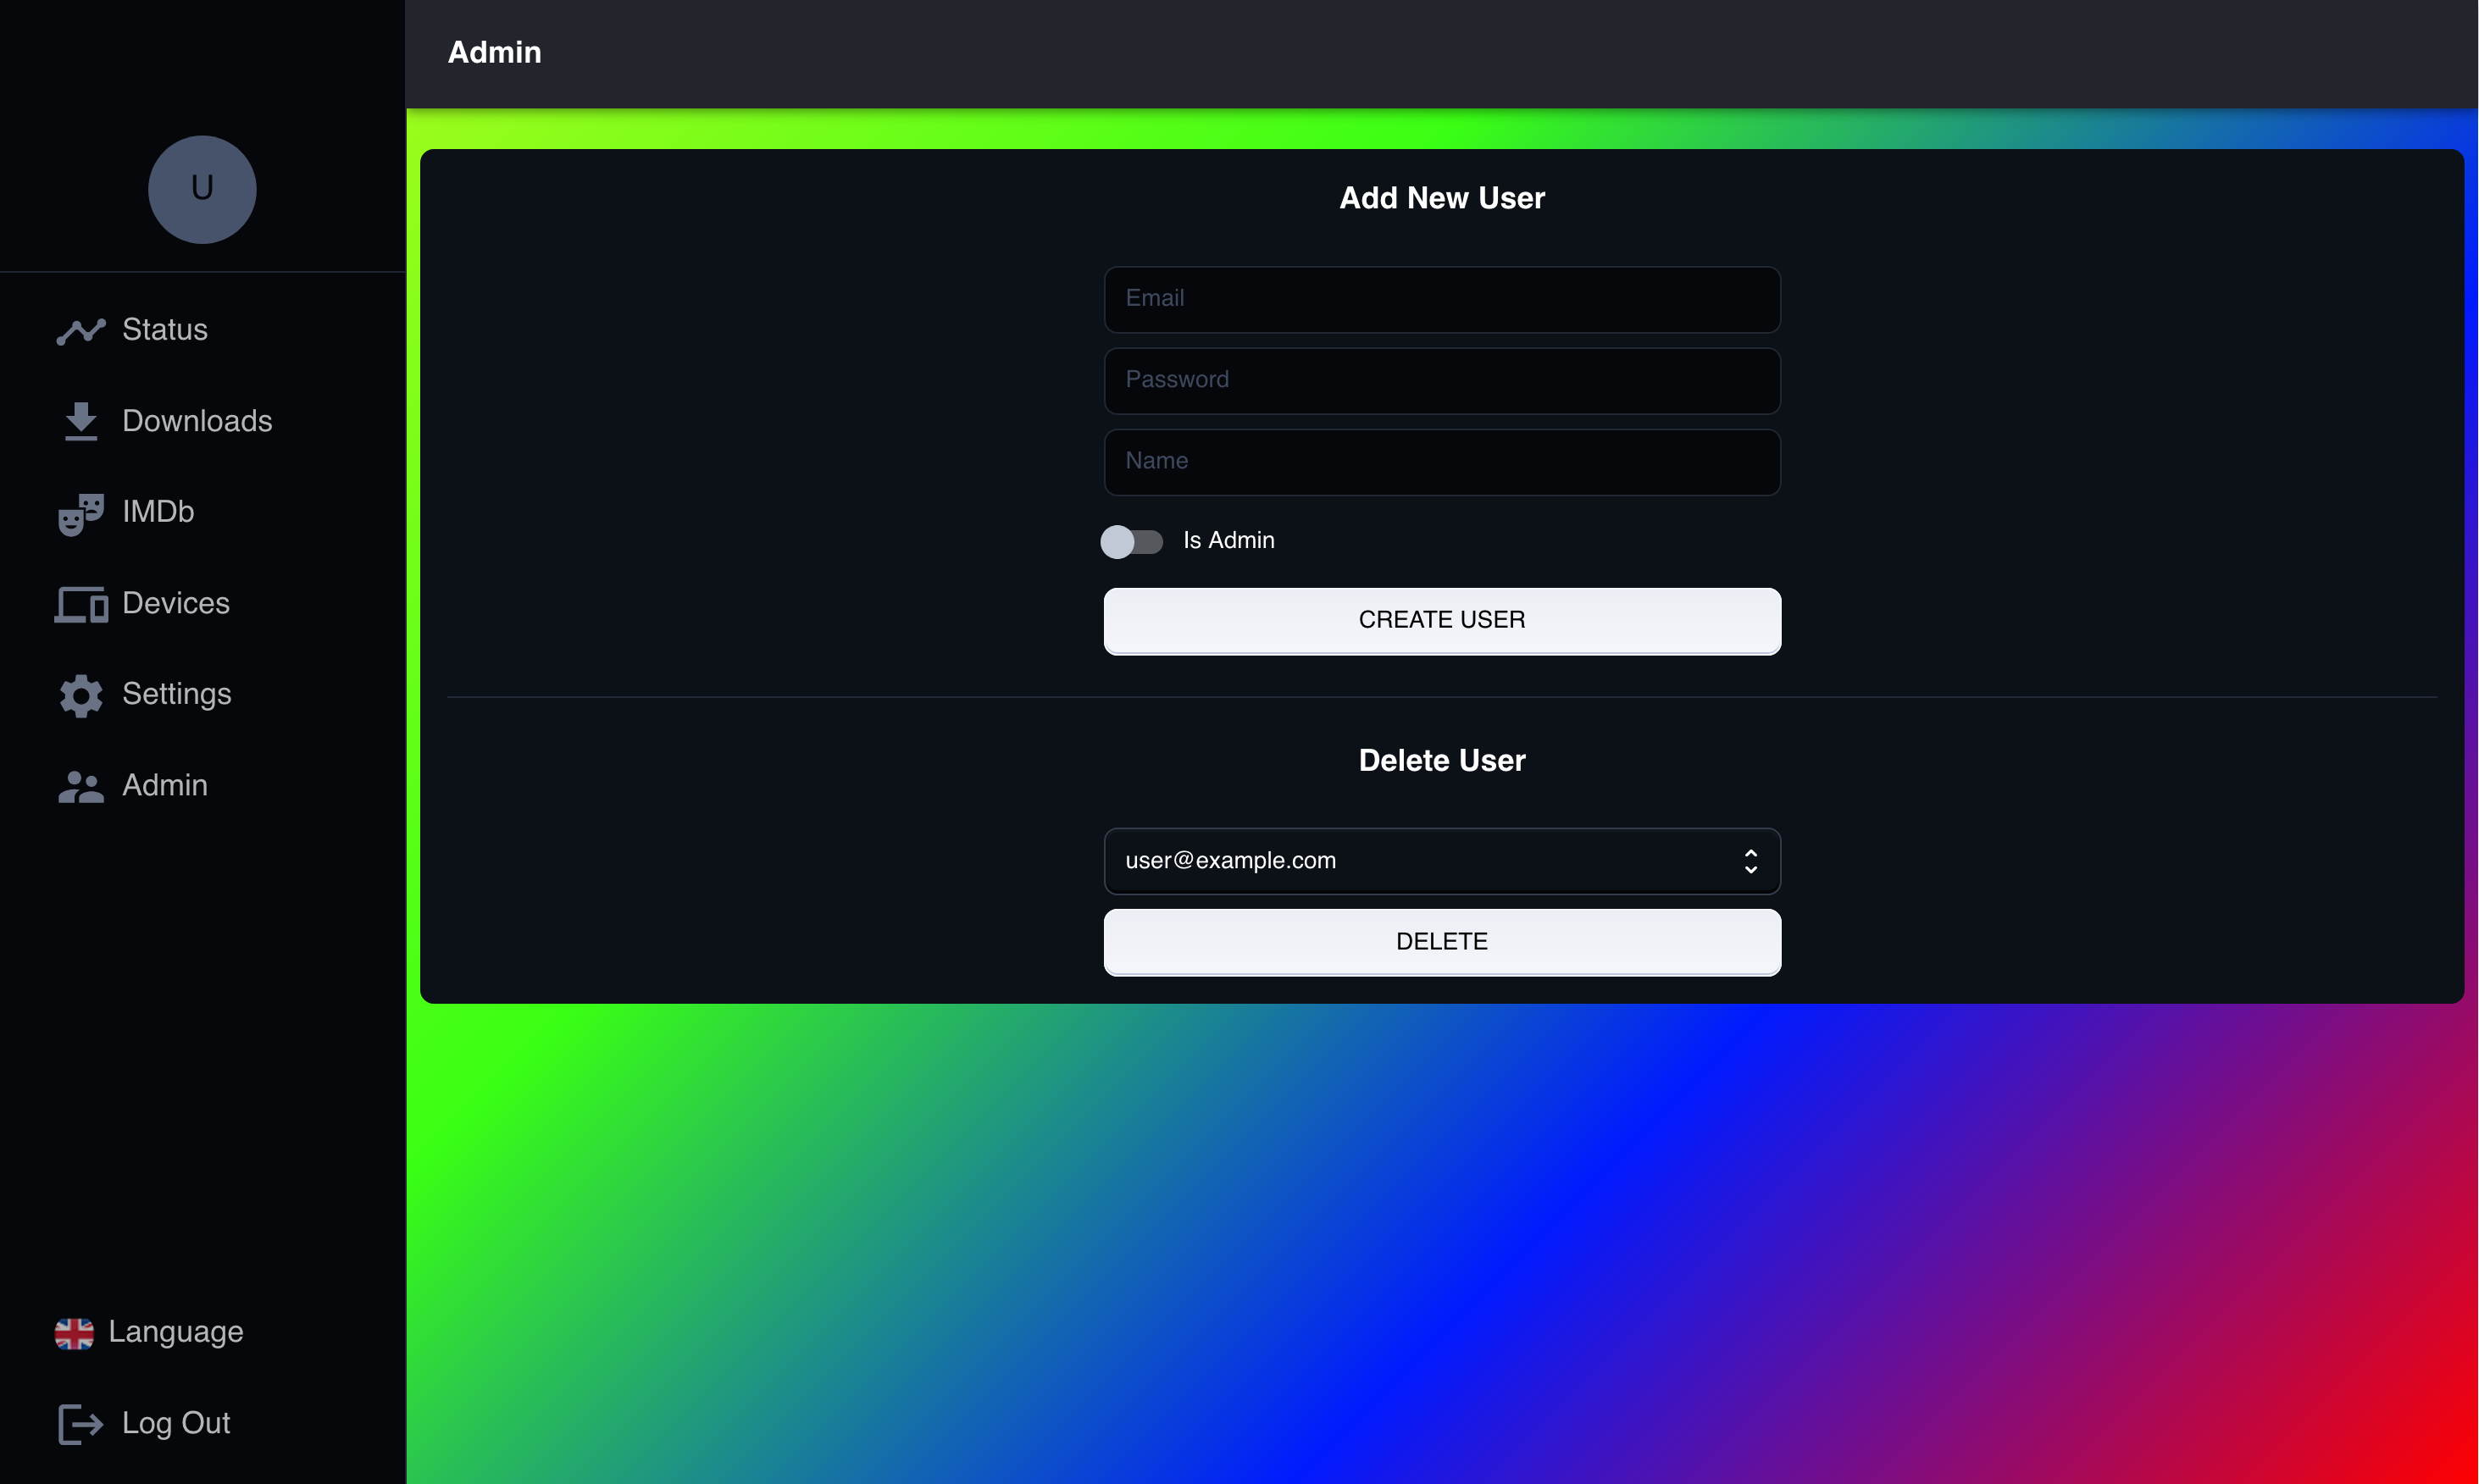 U
Status
Downloads
IMDb
Devices
Settings
Admin
Language
Log Out
Admin
Add New User
Email
Password
Name
Is Admin
CREATE USER
Delete User
user@example.com
DELETE